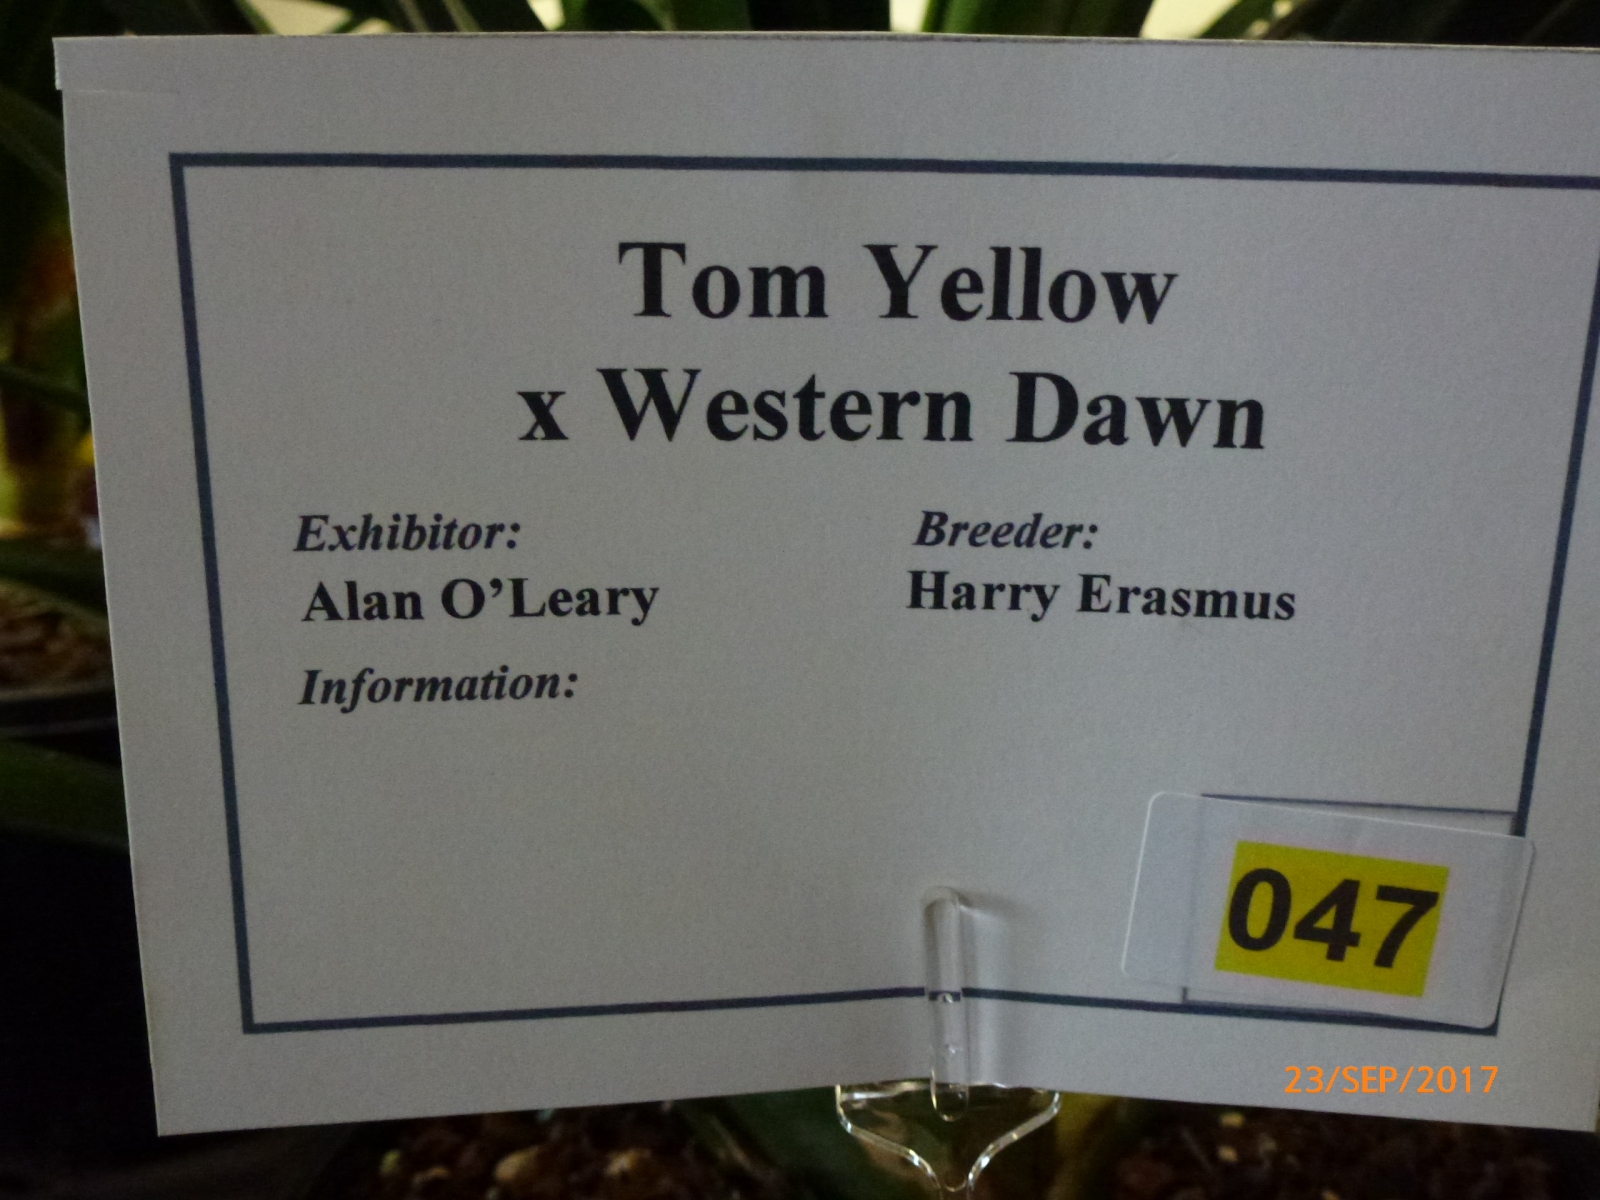 Tom Yellow
x Western Dawn
Exhibitor:
Alan O’Leary
Breeder:
Harry Erasmus
Information:
047
23/SEP/2017